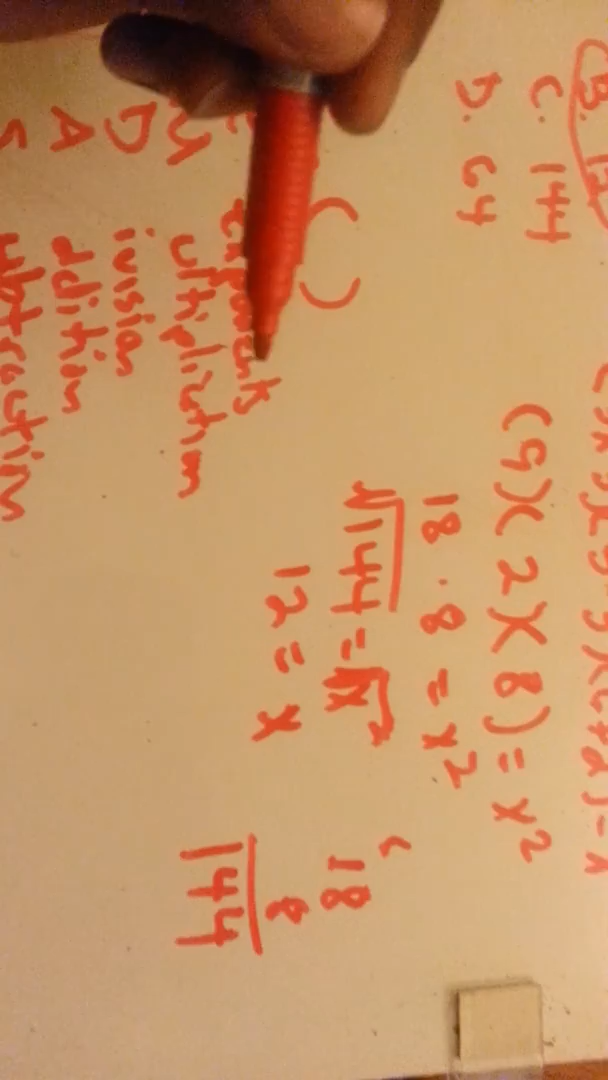 C. 144
D. 64
(9)(2)(8) = x²
18 · 8 = x²
√144 = √x²
12 = x
18
8
144
( )
M ultiplication
D ivision
A ddition
S ubtraction